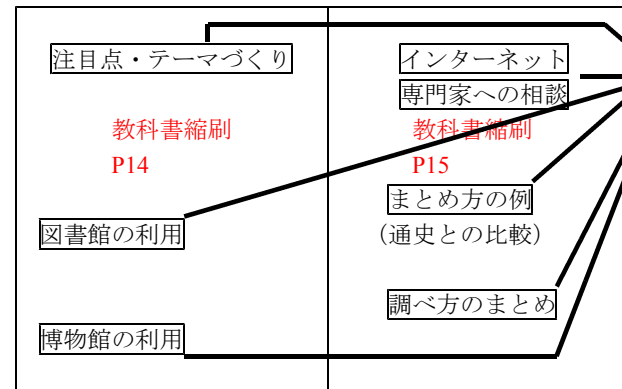 注目点・テーマづくり
教科書縮刷
P14
図書館の利用
博物館の利用
インターネット
専門家への相談
教科書縮刷
P15
まとめ方の例
（通史との比較）
調べ方のまとめ